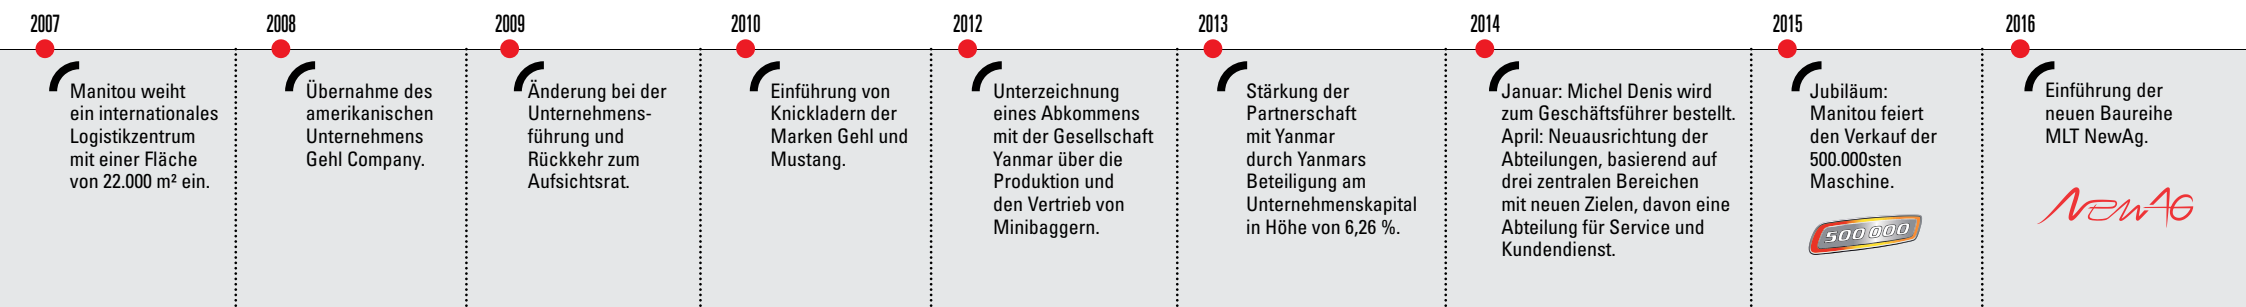 2007
Manitou weiht
ein internationales
Logistikzentrum
mit einer Fläche
von 22.000 m² ein.
2008
Übernahme des
amerikanischen
Unternehmens
Gehl Company.
2009
Änderung bei der
Unternehmens-
führung und
Rückkehr zum
Aufsichtsrat.
2010
Einführung von
Knickladern der
Marken Gehl und
Mustang.
2012
Unterzeichnung
eines Abkommens
mit der Gesellschaft
Yanmar über die
Produktion und
den Vertrieb von
Minibaggern.
2013
Stärkung der
Partnerschaft
mit Yanmar
durch Yanmars
Beteiligung am
Unternehmenskapital
in Höhe von 6,26 %.
2014
Januar: Michel Denis wird
zum Geschäftsführer bestellt.
April: Neuausrichtung der
Abteilungen, basierend auf
drei zentralen Bereichen
mit neuen Zielen, davon eine
Abteilung für Service und
Kundendienst.
2015
Jubiläum:
Manitou feiert
den Verkauf der
500.000sten
Maschine.
500 000
2016
Einführung der
neuen Baureihe
MLT NewAg.
NEWAG